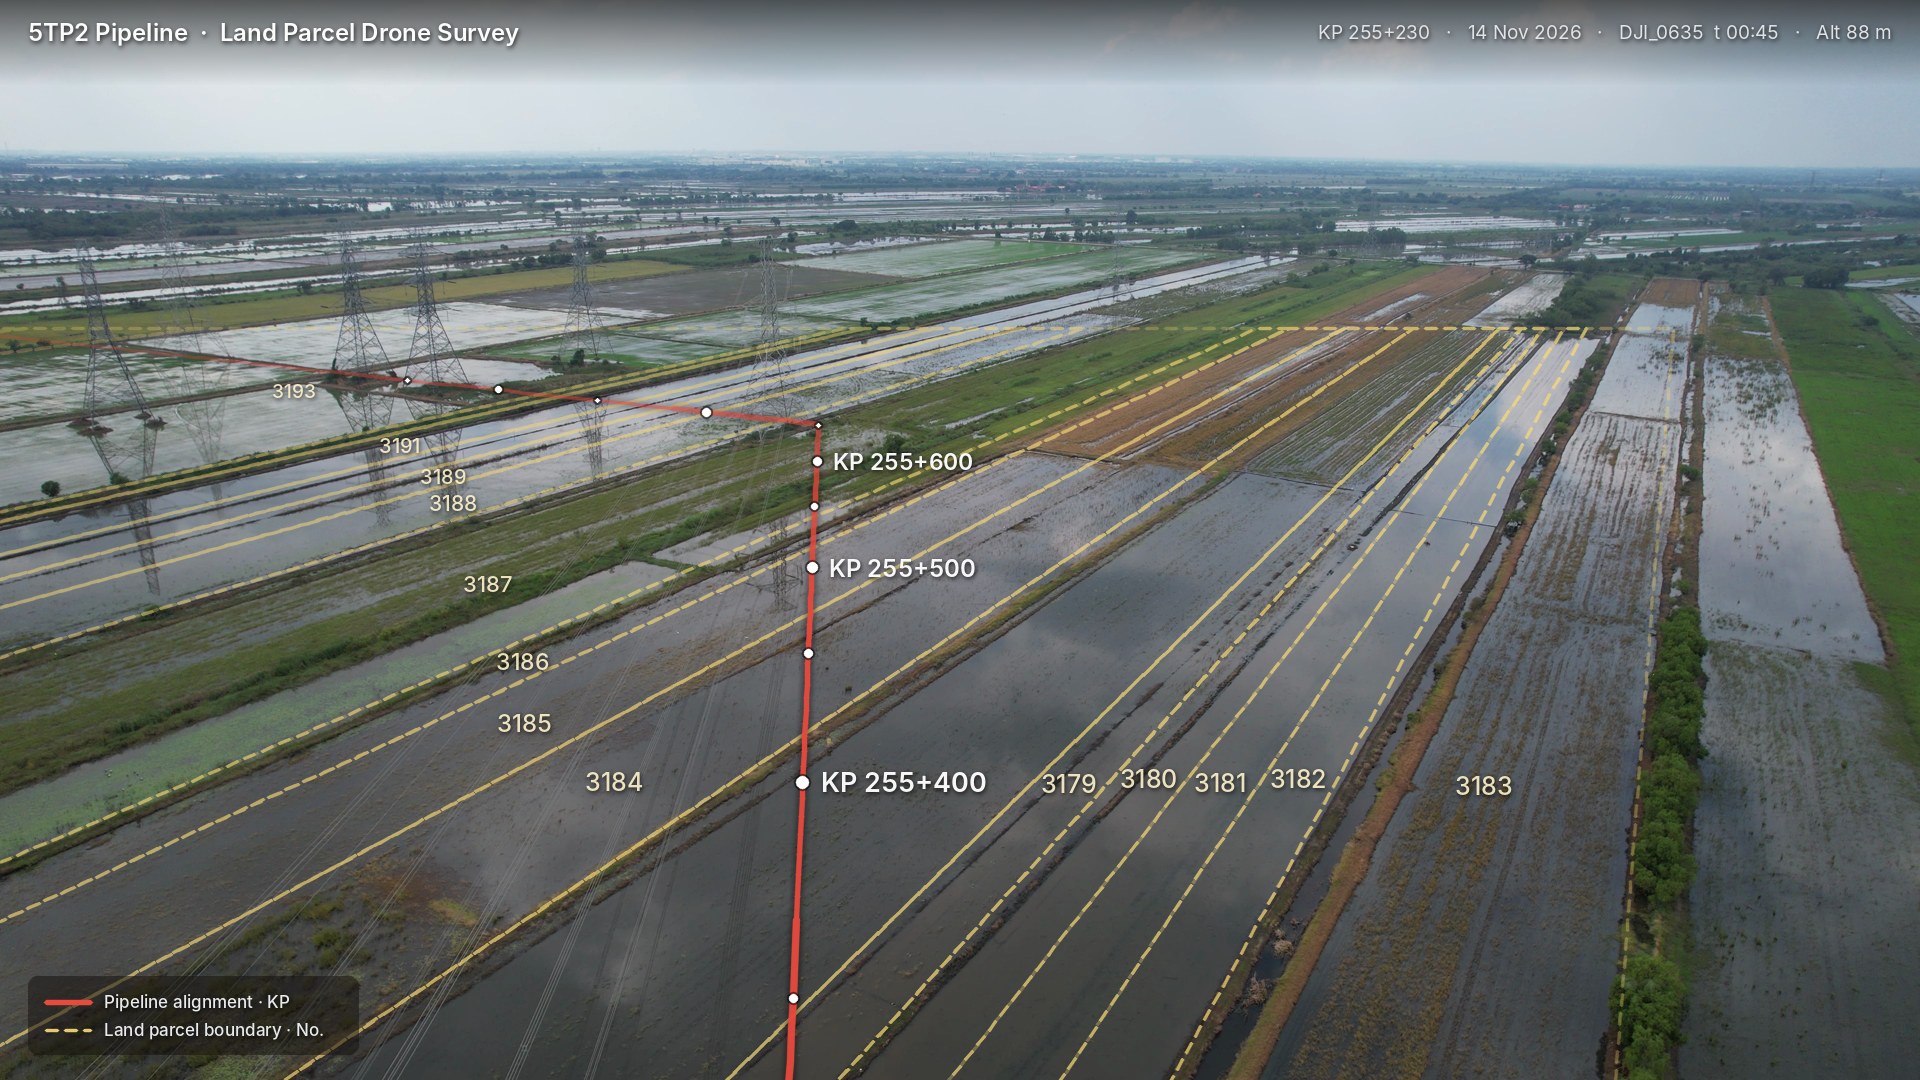 5TP2 Pipeline · Land Parcel Drone Survey
KP 255+230 · 14 Nov 2026 · DJI_0635 t 00:45 · Alt 88 m
3193
3191
3189
3188
KP 255+600
KP 255+500
3187
3186
3185
3184
KP 255+400
3179
3180
3181
3182
3183
Pipeline alignment · KP
Land parcel boundary · No.